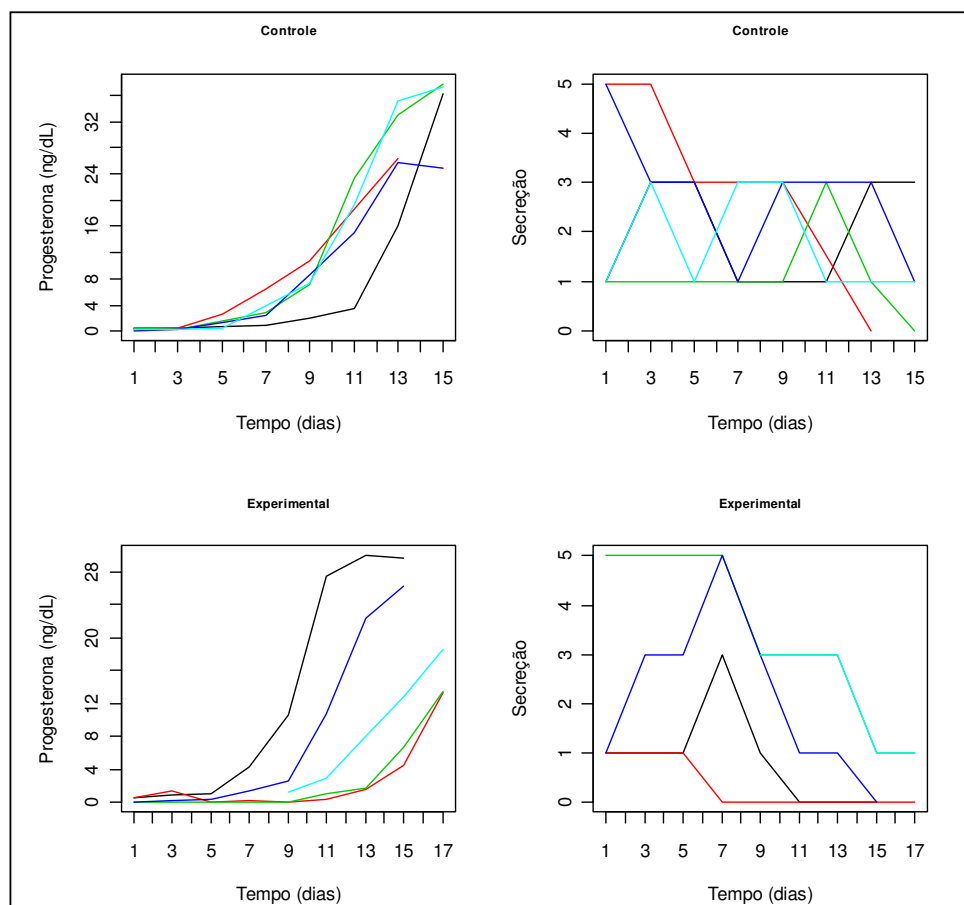 Controle
Progesterona (ng/dL)
32
24
16
8
4
0
1 3 5 7 9 11 13 15
Tempo (dias)
Controle
Secreção
5
4
3
2
1
0
1 3 5 7 9 11 13 15
Tempo (dias)
Experimental
Progesterona (ng/dL)
28
20
12
8
4
0
1 3 5 7 9 11 13 15 17
Tempo (dias)
Experimental
Secreção
5
4
3
2
1
0
1 3 5 7 9 11 13 15 17
Tempo (dias)